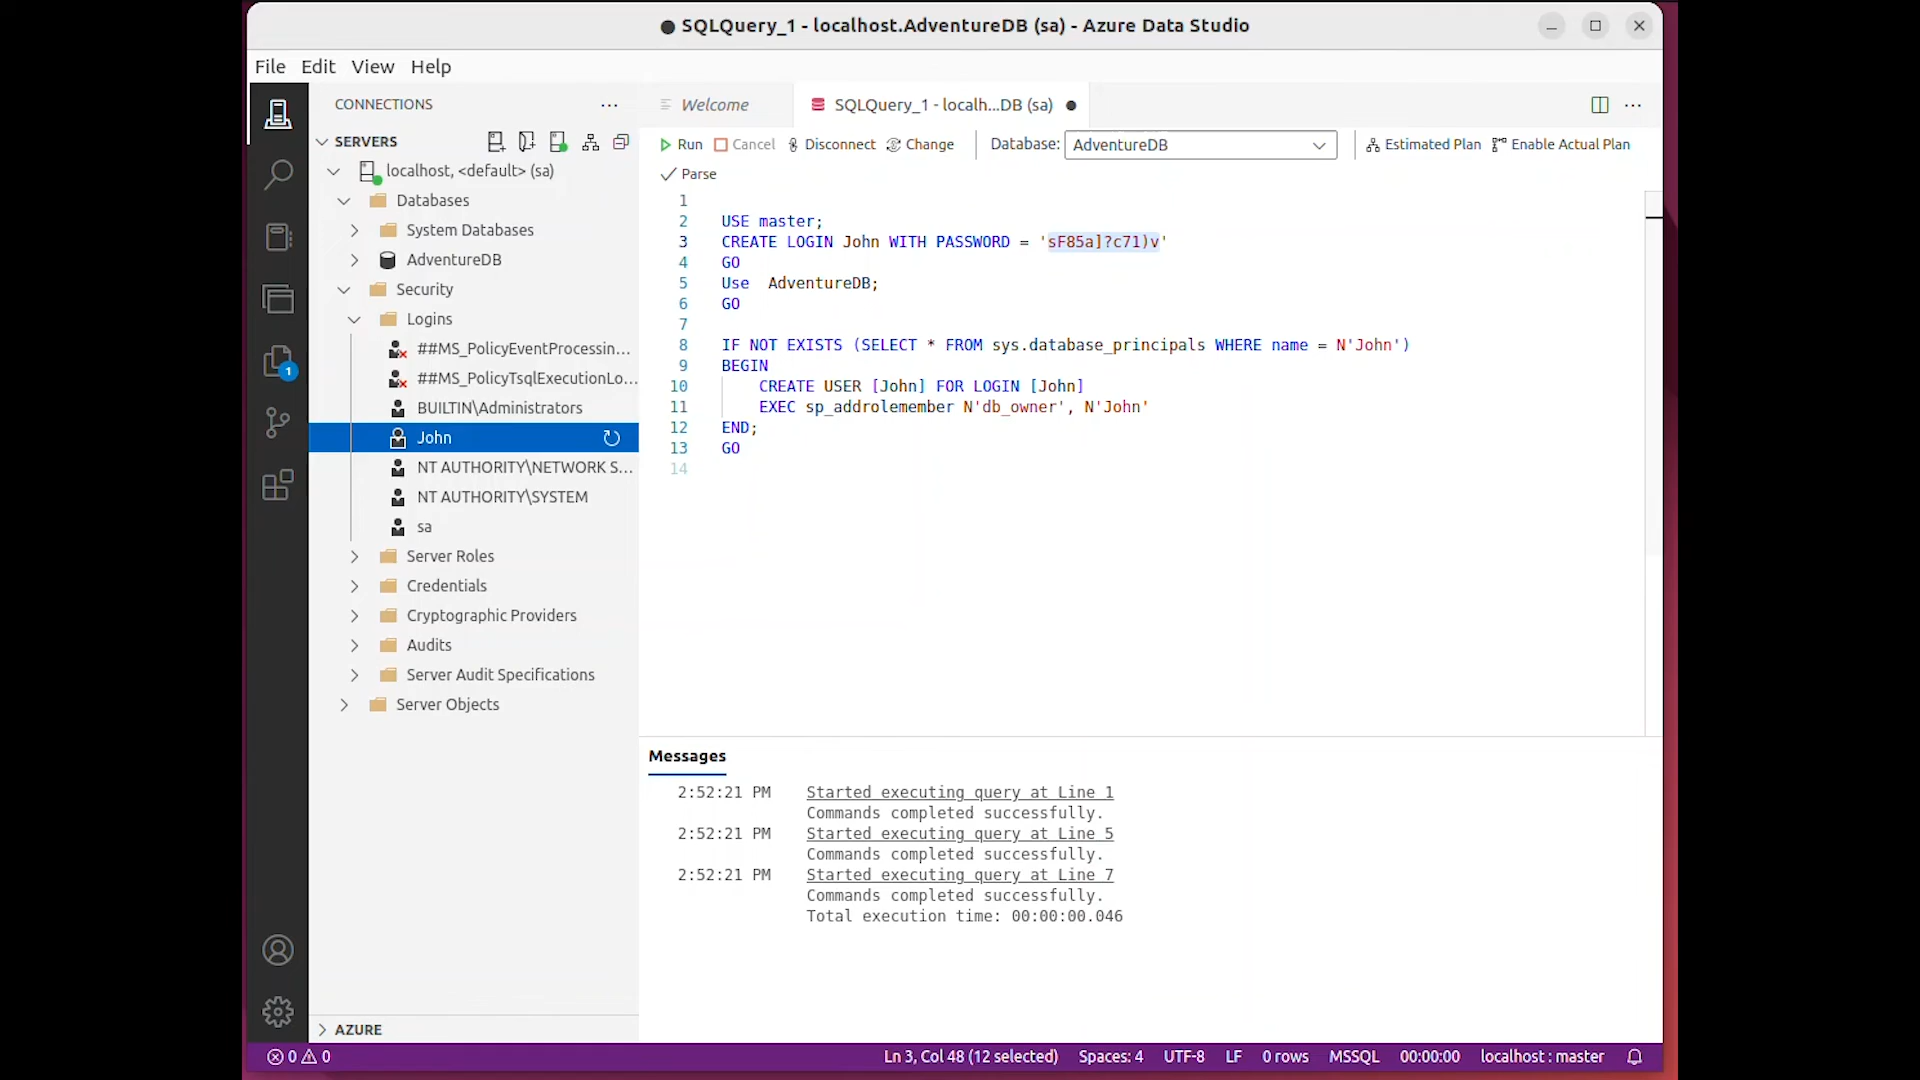 ● SQLQuery_1 - localhost.AdventureDB (sa) - Azure Data Studio
File Edit View Help
CONNECTIONS
SERVERS
localhost, <default> (sa)
Databases
System Databases
AdventureDB
Security
Logins
##MS_PolicyEventProcessin...
##MS_PolicyTsqlExecutionLo...
BUILTIN\Administrators
John
NT AUTHORITY\NETWORK S...
NT AUTHORITY\SYSTEM
sa
Server Roles
Credentials
Cryptographic Providers
Audits
Server Audit Specifications
Server Objects
AZURE
1
Welcome
SQLQuery_1 - localh...DB (sa) ●
Run Cancel Disconnect Change Database: AdventureDB Estimated Plan Enable Actual Plan
Parse
1
2 USE master;
3 CREATE LOGIN John WITH PASSWORD = 'sF85a]?c71)v'
4 GO
5 Use  AdventureDB;
6 GO
7
8 IF NOT EXISTS (SELECT * FROM sys.database_principals WHERE name = N'John')
9 BEGIN
10     CREATE USER [John] FOR LOGIN [John]
11     EXEC sp_addrolemember N'db_owner', N'John'
12 END;
13 GO
14
Messages
2:52:21 PM Started executing query at Line 1
Commands completed successfully.
2:52:21 PM Started executing query at Line 5
Commands completed successfully.
2:52:21 PM Started executing query at Line 7
Commands completed successfully.
Total execution time: 00:00:00.046
0 0 Ln 3, Col 48 (12 selected) Spaces: 4 UTF-8 LF 0 rows MSSQL 00:00:00 localhost : master